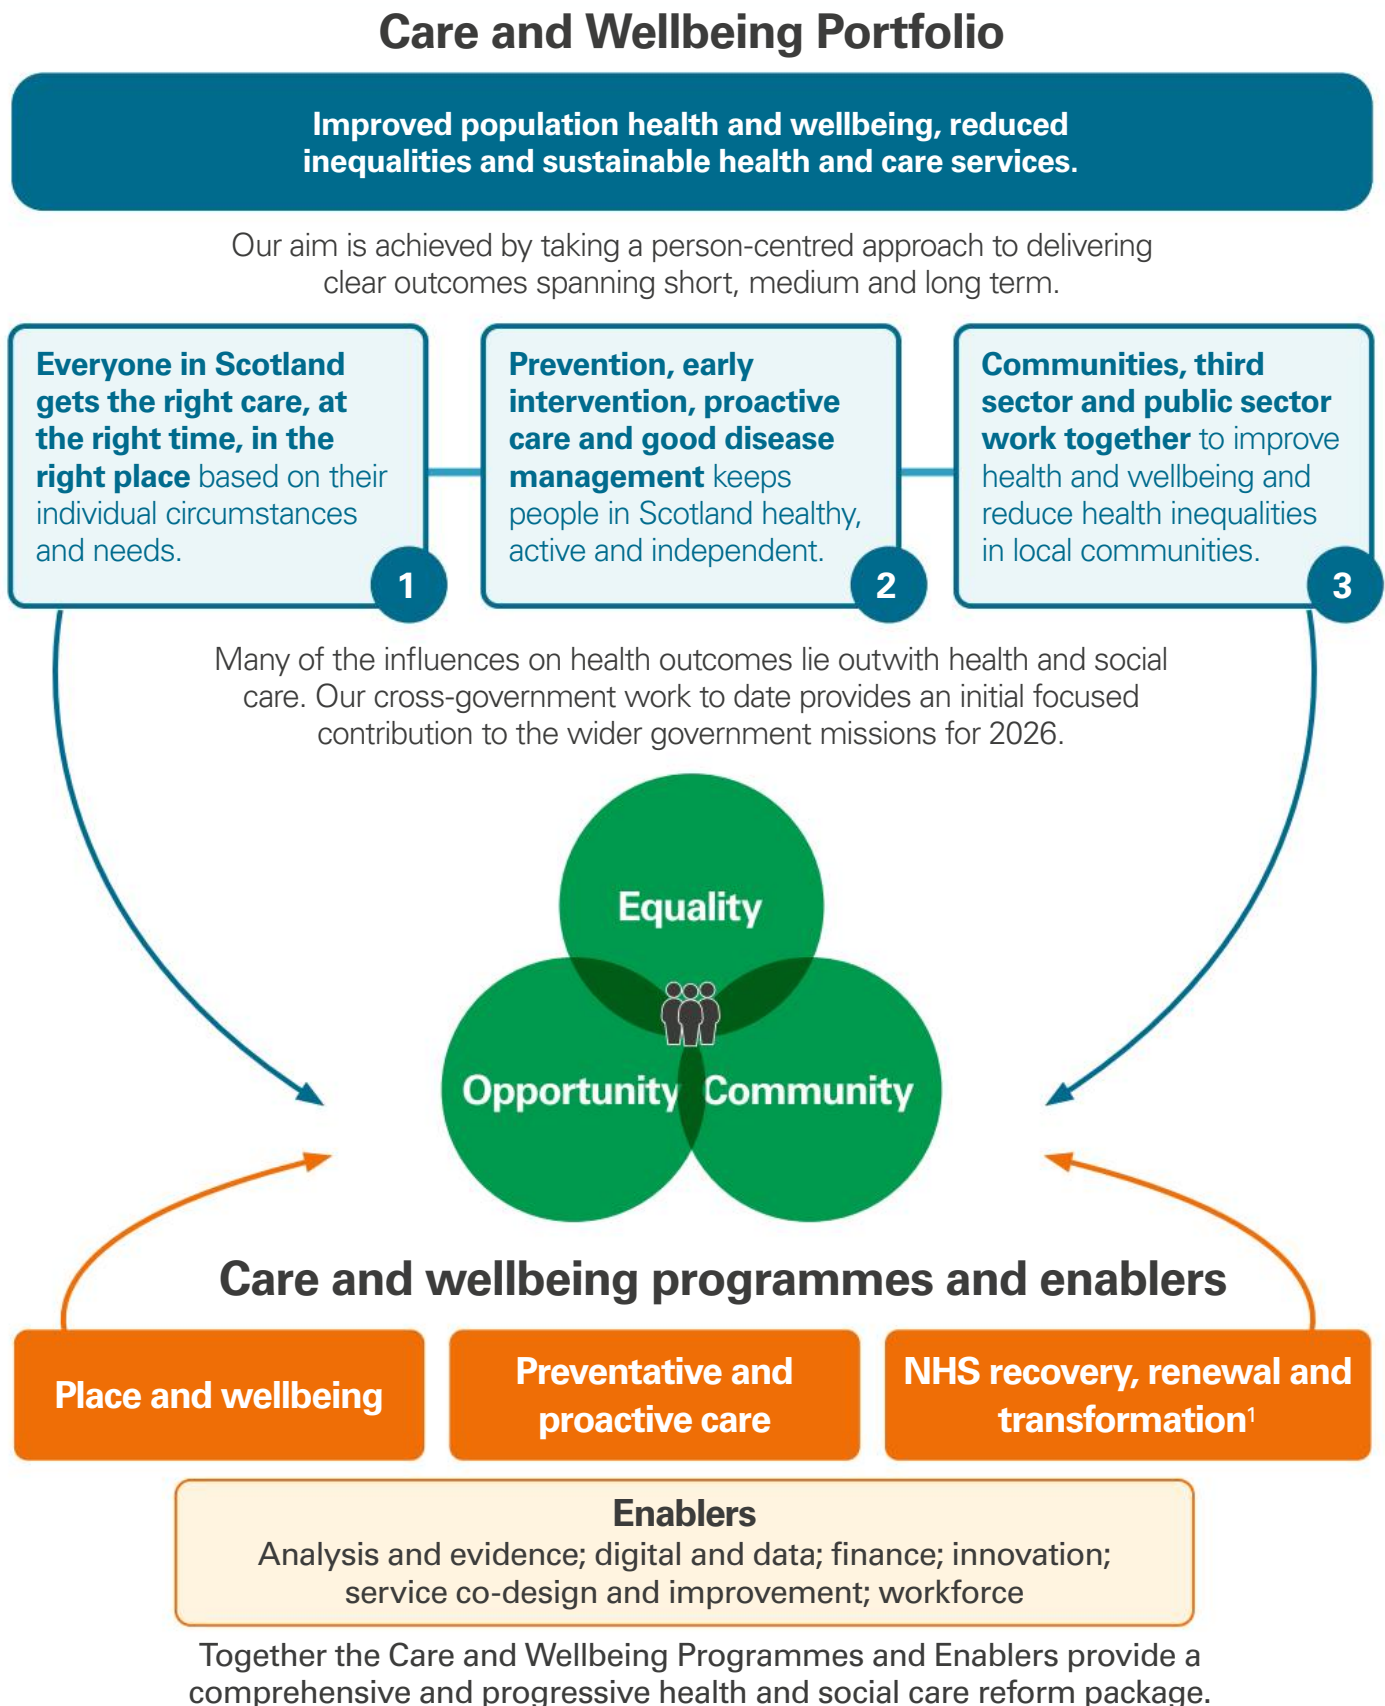 Care and Wellbeing Portfolio
Improved population health and wellbeing, reduced
inequalities and sustainable health and care services.
Our aim is achieved by taking a person-centred approach to delivering
clear outcomes spanning short, medium and long term.
Everyone in Scotland
gets the right care, at
the right time, in the
right place based on their
individual circumstances
and needs.
1
Prevention, early
intervention, proactive
care and good disease
management keeps
people in Scotland healthy,
active and independent.
2
Communities, third
sector and public sector
work together to improve
health and wellbeing and
reduce health inequalities
in local communities.
3
Many of the influences on health outcomes lie outwith health and social
care. Our cross-government work to date provides an initial focused
contribution to the wider government missions for 2026.
Equality
Opportunity
Community
Care and wellbeing programmes and enablers
Place and wellbeing
Preventative and
proactive care
NHS recovery, renewal and
transformation¹
Enablers
Analysis and evidence; digital and data; finance; innovation;
service co-design and improvement; workforce
Together the Care and Wellbeing Programmes and Enablers provide a
comprehensive and progressive health and social care reform package.